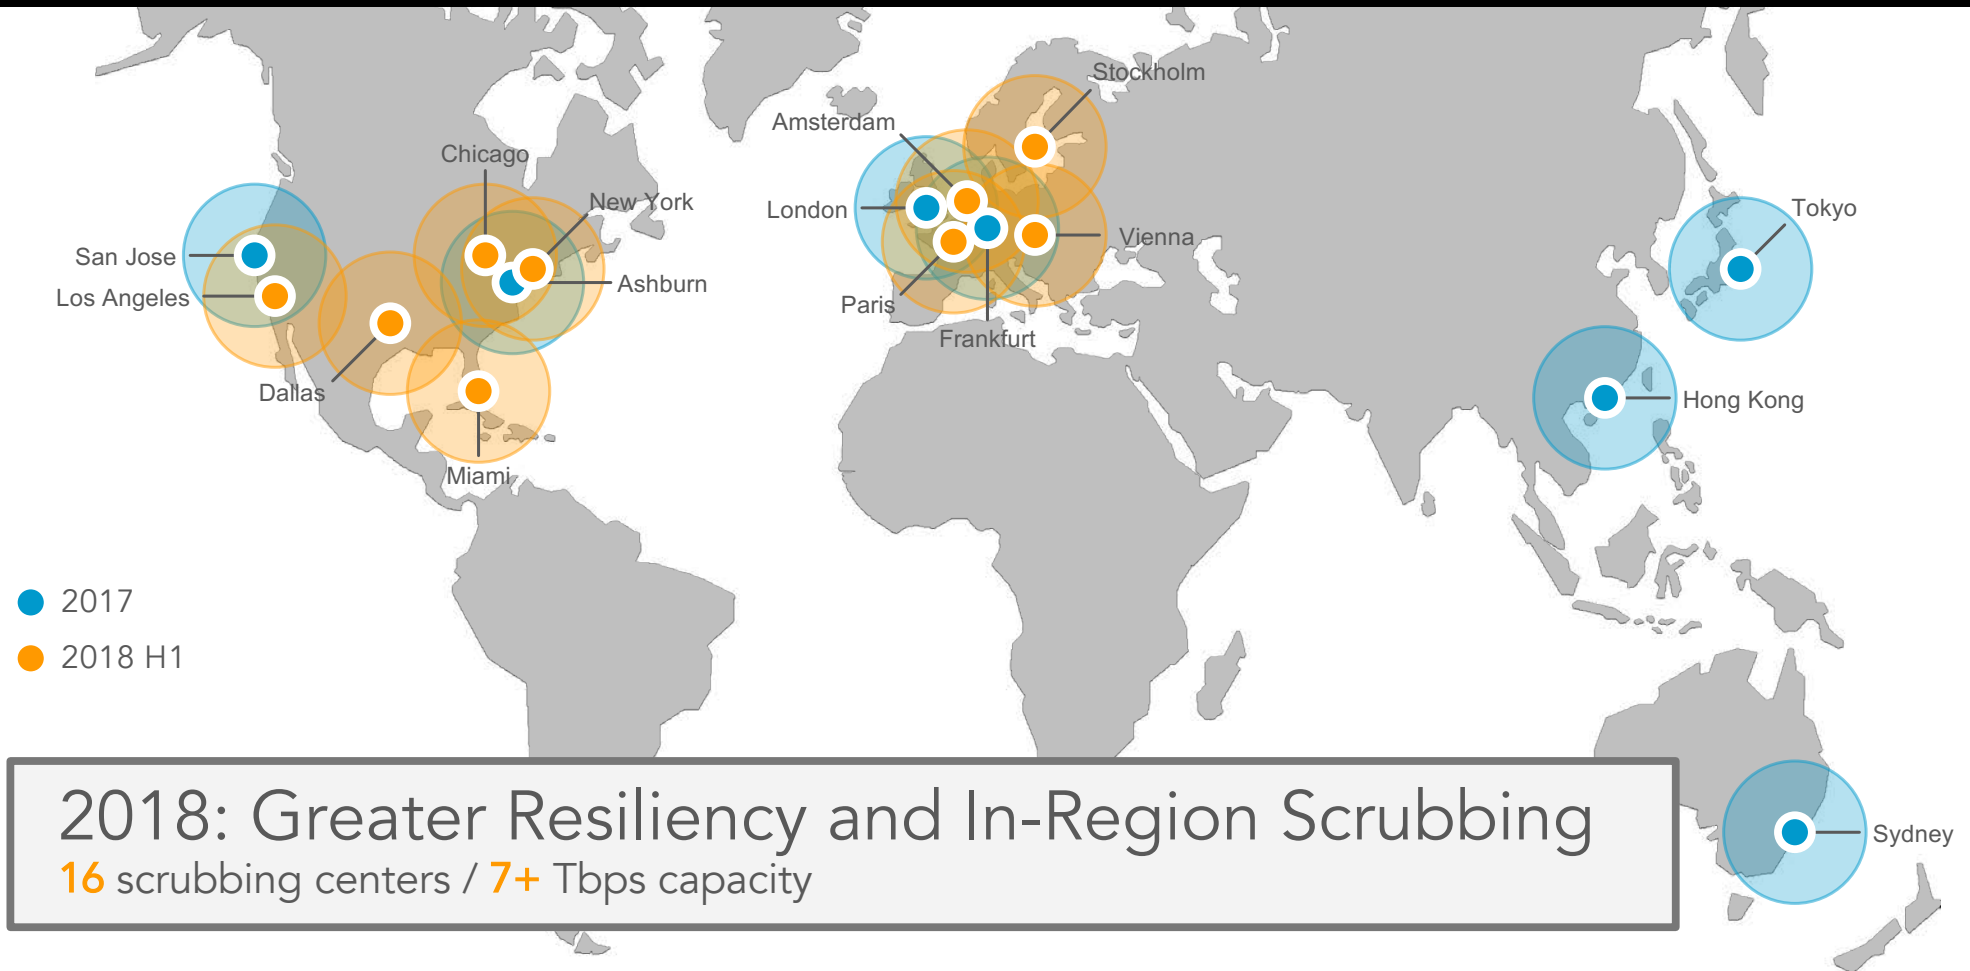 Stockholm
Amsterdam
Chicago
New York
London
Tokyo
Vienna
San Jose
Ashburn
Los Angeles
Paris
Frankfurt
Dallas
Hong Kong
Miami
2017
2018 H1
2018: Greater Resiliency and In-Region Scrubbing
16 scrubbing centers / 7+ Tbps capacity
Sydney